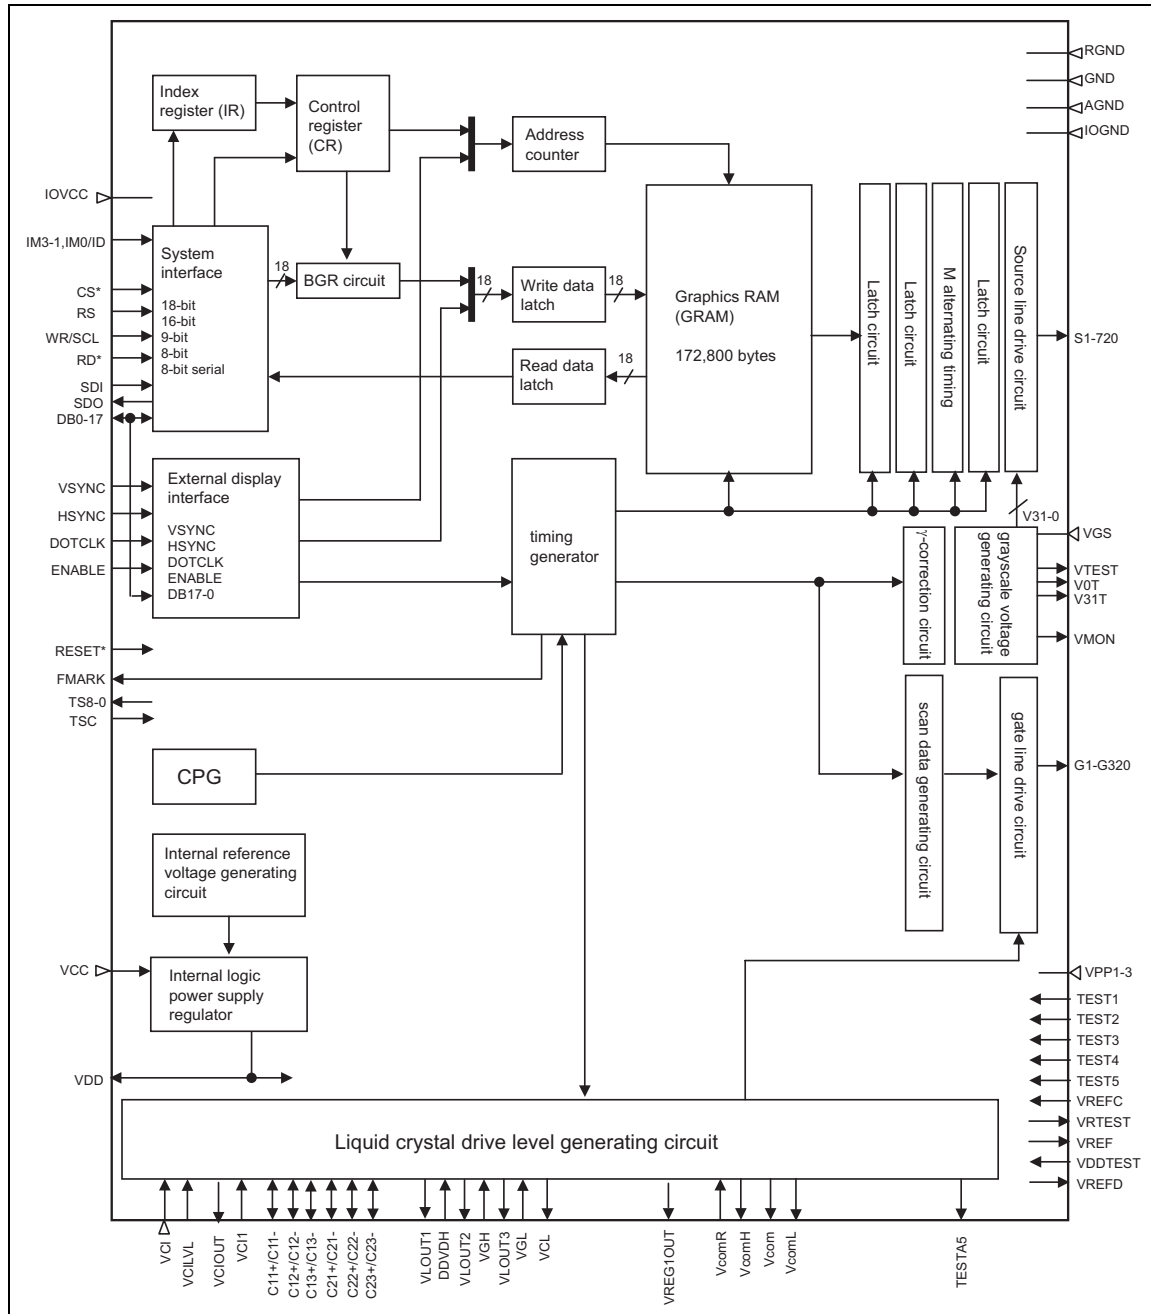 RGND
GND
AGND
IOGND
Index
register (IR)
Control
register
(CR)
Address
counter
IOVCC
IM3-1,IM0/ID
CS*
RS
WR/SCL
RD*
SDI
SDO
DB0-17
System
interface
18-bit
16-bit
9-bit
8-bit
8-bit serial
18
BGR circuit
18
Write data
latch
18
Read data
latch
18
Graphics RAM
(GRAM)
172,800 bytes
Latch circuit
Latch circuit
M alternating timing
Latch circuit
Source line drive circuit
S1-720
VSYNC
HSYNC
DOTCLK
ENABLE
External display
interface
VSYNC
HSYNC
DOTCLK
ENABLE
DB17-0
timing
generator
V31-0
γ-correction circuit
grayscale voltage
generating circuit
VGS
VTEST
V0T
V31T
VMON
RESET*
FMARK
TS8-0
TSC
CPG
scan data generating circuit
gate line drive circuit
G1-G320
Internal reference
voltage generating
circuit
VCC
Internal logic
power supply
regulator
VDD
VPP1-3
TEST1
TEST2
TEST3
TEST4
TEST5
VREFC
VRTEST
VREF
VDDTEST
VREFD
Liquid crystal drive level generating circuit
VCI
VCILVL
VCIOUT
VCI1
C11+/C11-
C12+/C12-
C13+/C13-
C21+/C21-
C22+/C22-
C23+/C23-
VLOUT1
DDVDH
VLOUT2
VGH
VLOUT3
VGL
VCL
VREG1OUT
VcomR
VcomH
Vcom
VcomL
TESTA5